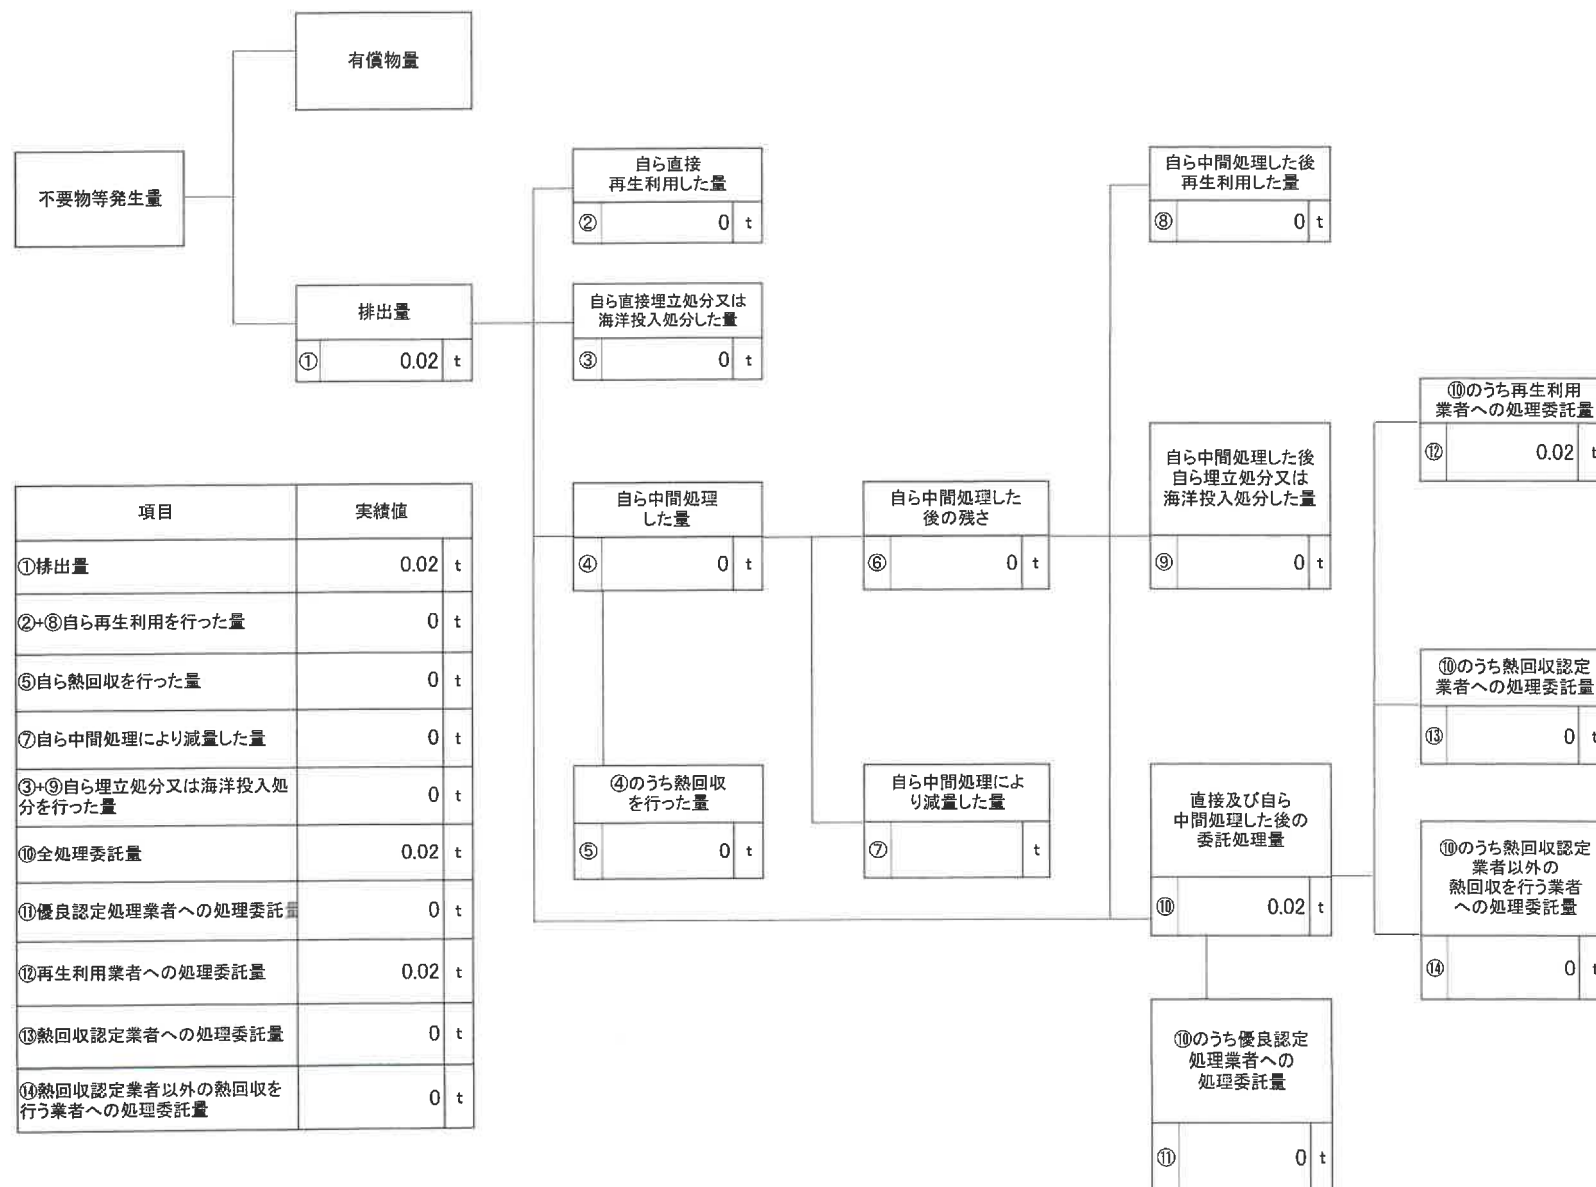 有償物量
不要物等発生量
排出量
① 0.02 t
自ら直接
再生利用した量
② 0 t
自ら直接埋立処分又は
海洋投入処分した量
③ 0 t
自ら中間処理
した量
④ 0 t
④のうち熱回収
を行った量
⑤ 0 t
自ら中間処理した
後の残さ
⑥ 0 t
自ら中間処理によ
り減量した量
⑦ t
自ら中間処理した後
再生利用した量
⑧ 0 t
自ら中間処理した後
自ら埋立処分又は
海洋投入処分した量
⑨ 0 t
直接及び自ら
中間処理した後の
委託処理量
⑩ 0.02 t
⑩のうち優良認定
処理業者への
処理委託量
⑪ 0 t
⑩のうち再生利用
業者への処理委託量
⑫ 0.02 t
⑩のうち熱回収認定
業者への処理委託量
⑬ 0 t
⑩のうち熱回収認定
業者以外の
熱回収を行う業者
への処理委託量
⑭ 0 t
項目 実績値
①排出量 0.02 t
②+⑧自ら再生利用を行った量 0 t
⑤自ら熱回収を行った量 0 t
⑦自ら中間処理により減量した量 0 t
③+⑨自ら埋立処分又は海洋投入処
分を行った量 0 t
⑩全処理委託量 0.02 t
⑪優良認定処理業者への処理委託量 0 t
⑫再生利用業者への処理委託量 0.02 t
⑬熱回収認定業者への処理委託量 0 t
⑭熱回収認定業者以外の熱回収を
行う業者への処理委託量 0 t